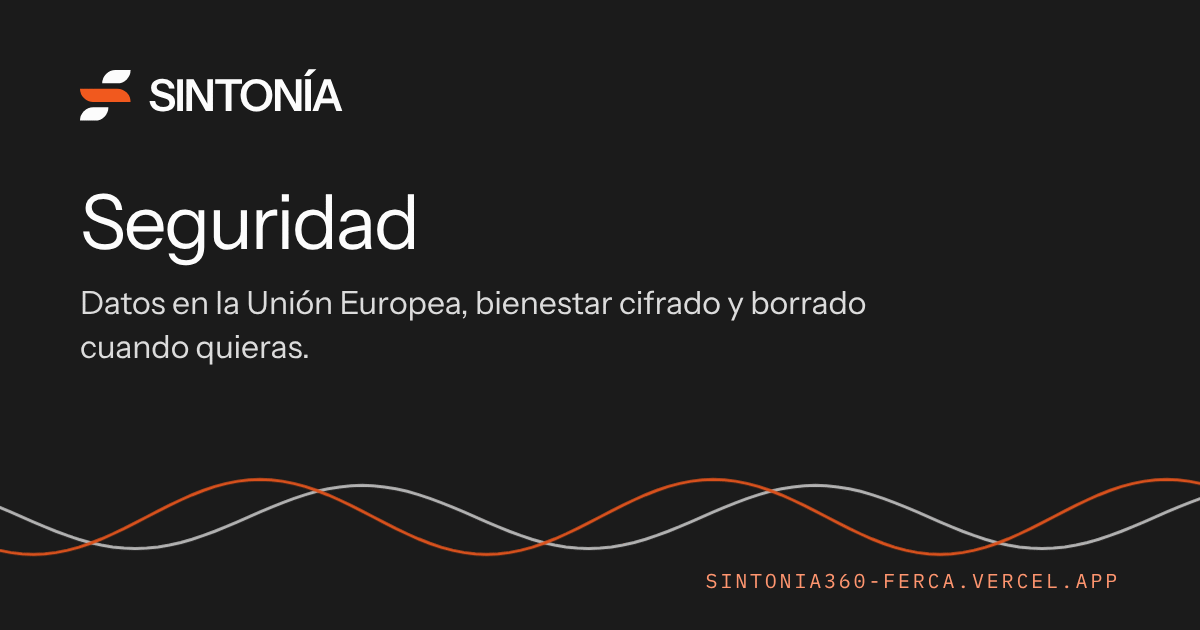 SINTONÍA
Seguridad
Datos en la Unión Europea, bienestar cifrado y borrado
cuando quieras.
SINTONIA360-FERCA.VERCEL.APP